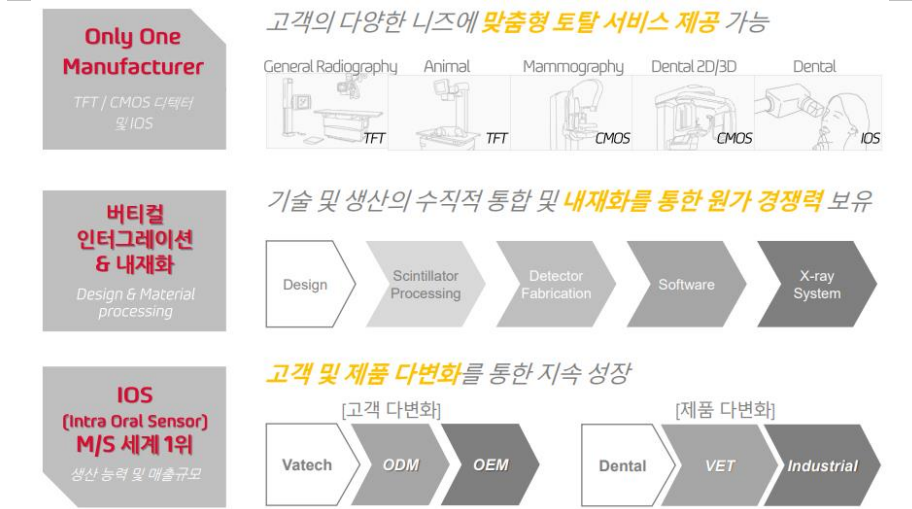 Only One
Manufacturer
TFT / CMOS 디텍터
및 IOS
고객의 다양한 니즈에 맞춤형 토탈 서비스 제공 가능
General Radiography
Animal
Mammography
Dental 2D/3D
Dental
TFT
TFT
CMOS
CMOS
IOS
버티컬
인터그레이션
& 내재화
Design & Material
processing
기술 및 생산의 수직적 통합 및 내재화를 통한 원가 경쟁력 보유
Design
Scintillator
Processing
Detector
Fabrication
Software
X-ray
System
IOS
(Intra Oral Sensor)
M/S 세계 1위
생산 능력 및 매출규모
고객 및 제품 다변화를 통한 지속 성장
[고객 다변화]
Vatech
ODM
OEM
[제품 다변화]
Dental
VET
Industrial